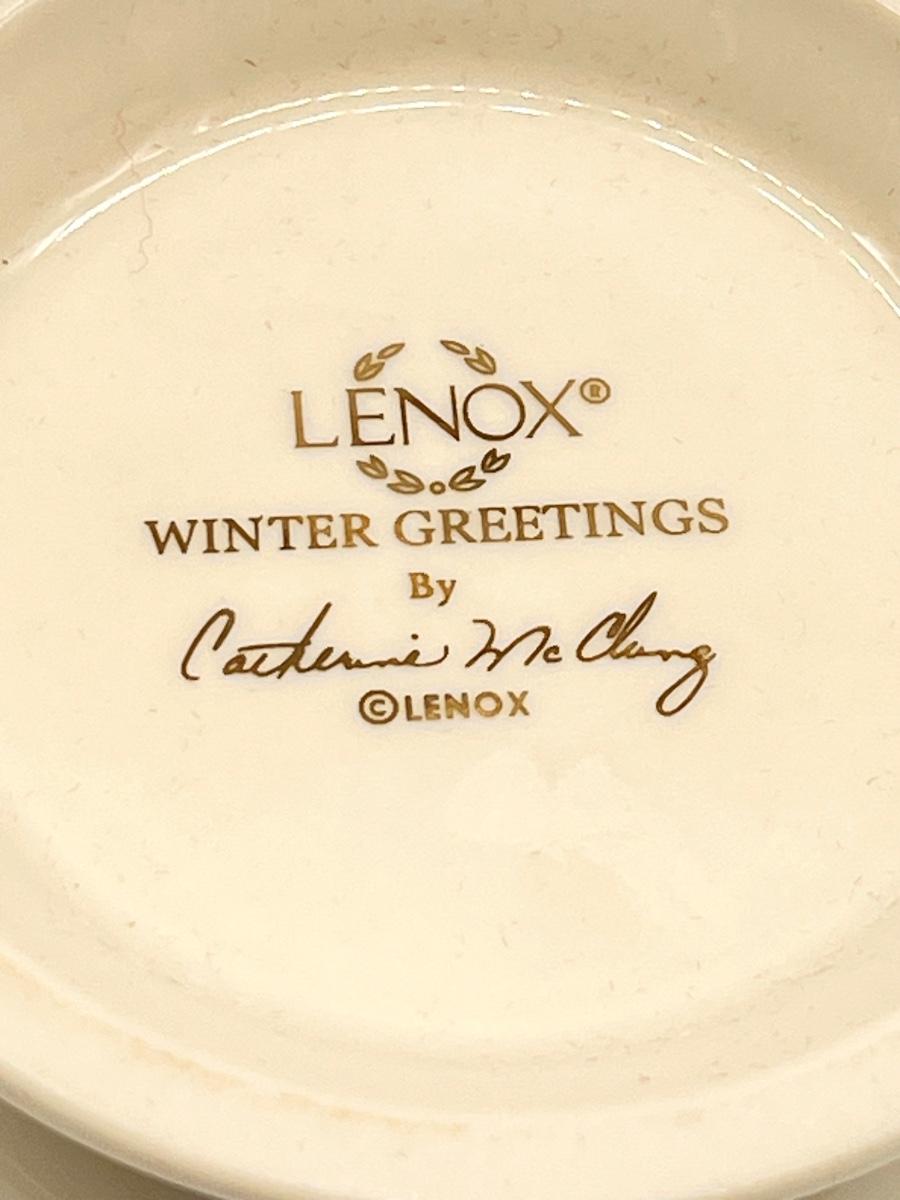 LENOX®
WINTER GREETINGS
By
Catherine McClung
©LENOX